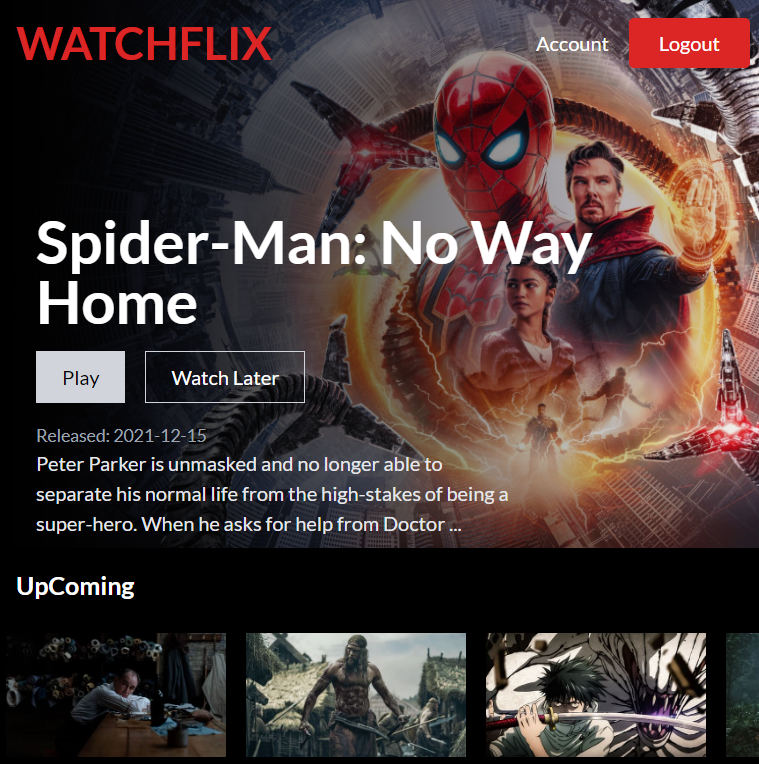 WATCHFLIX
Account
Logout
Spider-Man: No Way
Home
Play
Watch Later
Released: 2021-12-15
Peter Parker is unmasked and no longer able to
separate his normal life from the high-stakes of being a
super-hero. When he asks for help from Doctor ...
UpComing